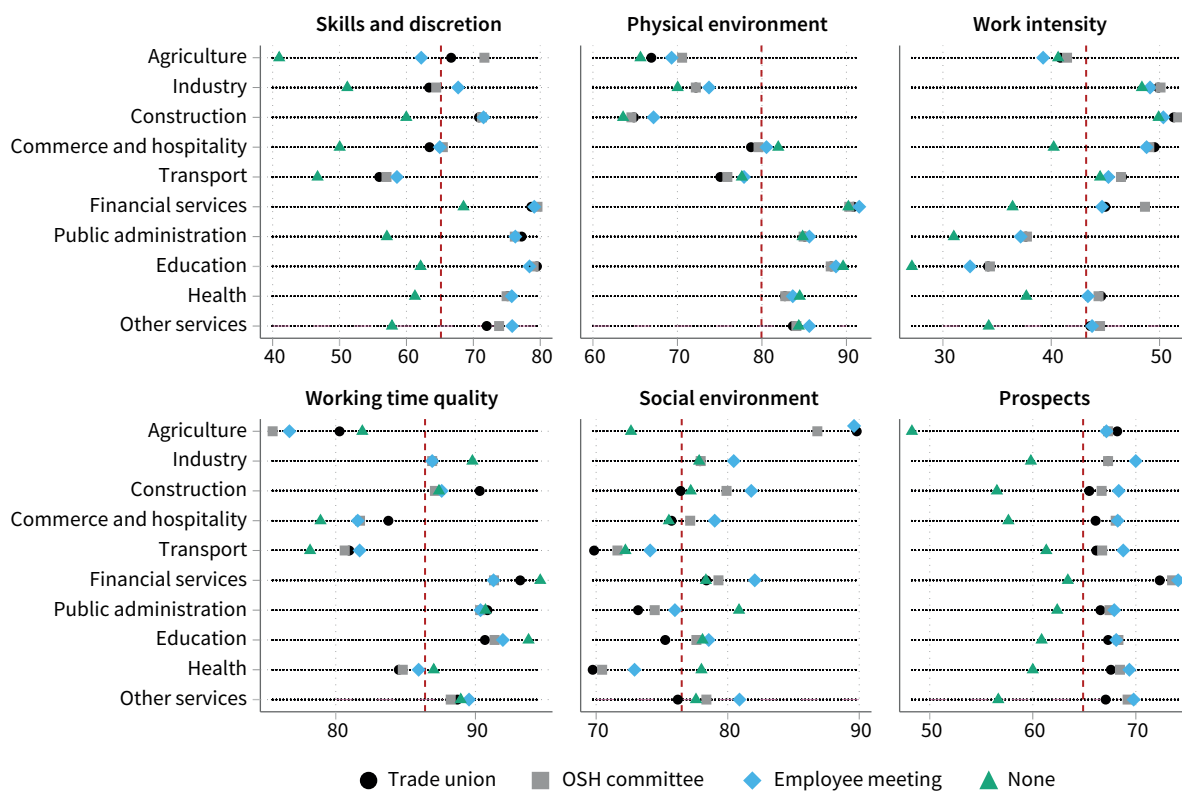 Skills and discretion
Physical environment
Work intensity
Agriculture
Industry
Construction
Commerce and hospitality
Transport
Financial services
Public administration
Education
Health
Other services
40 50 60 70 80
60 70 80 90
30 40 50
Working time quality
Social environment
Prospects
Agriculture
Industry
Construction
Commerce and hospitality
Transport
Financial services
Public administration
Education
Health
Other services
80 90
70 80 90
50 60 70
Trade union OSH committee Employee meeting None